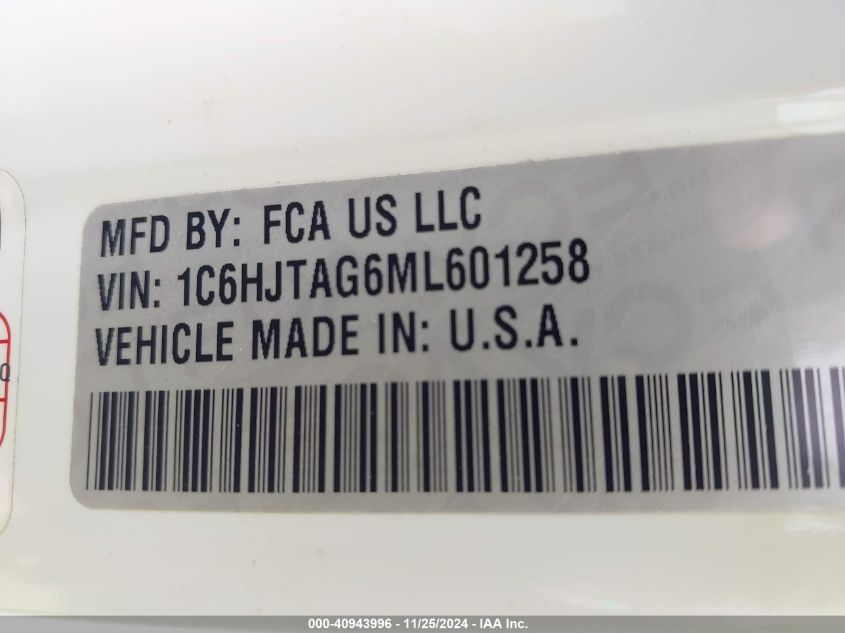 MFD BY: FCA US LLC
VIN: 1C6HJTAG6ML601258
VEHICLE MADE IN: U.S.A.
Q
000-40943996 - 11/25/2024 - IAA Inc.